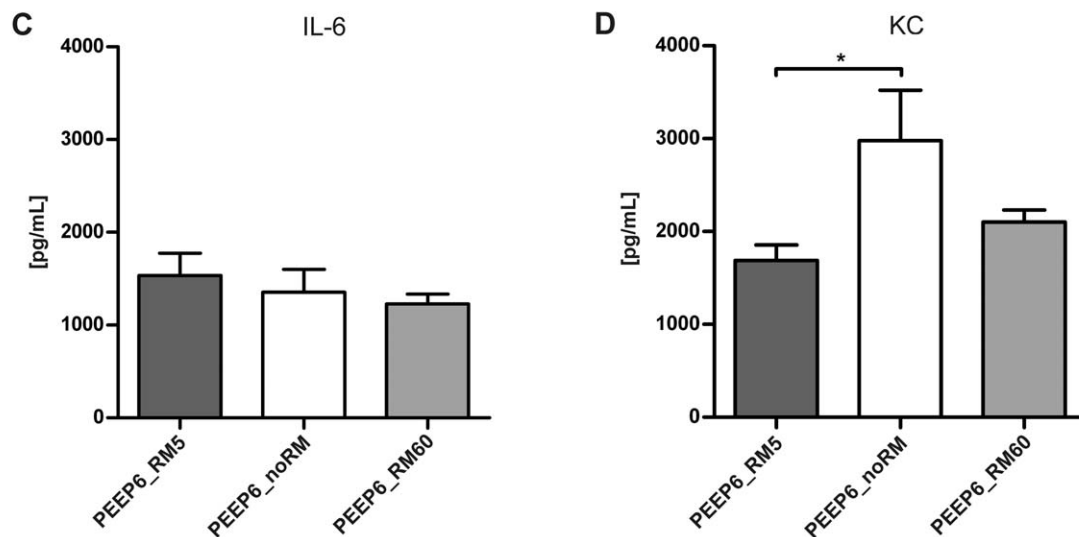 C
IL-6
[pg/mL]
4000
3000
2000
1000
0
PEEP6_RM5
PEEP6_noRM
PEEP6_RM60
D
KC
[pg/mL]
4000
3000
2000
1000
0
*
PEEP6_RM5
PEEP6_noRM
PEEP6_RM60